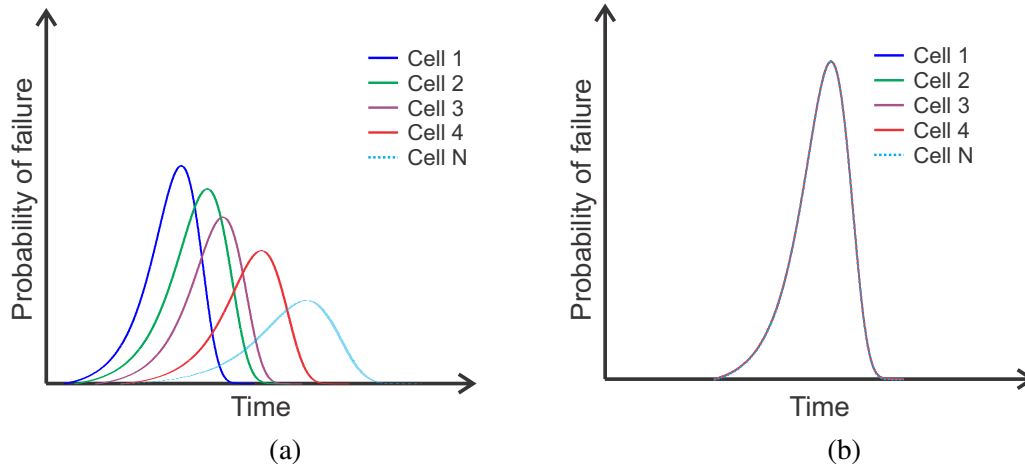 Probability of failure
Cell 1
Cell 2
Cell 3
Cell 4
Cell N
Time
(a)
Probability of failure
Cell 1
Cell 2
Cell 3
Cell 4
Cell N
Time
(b)